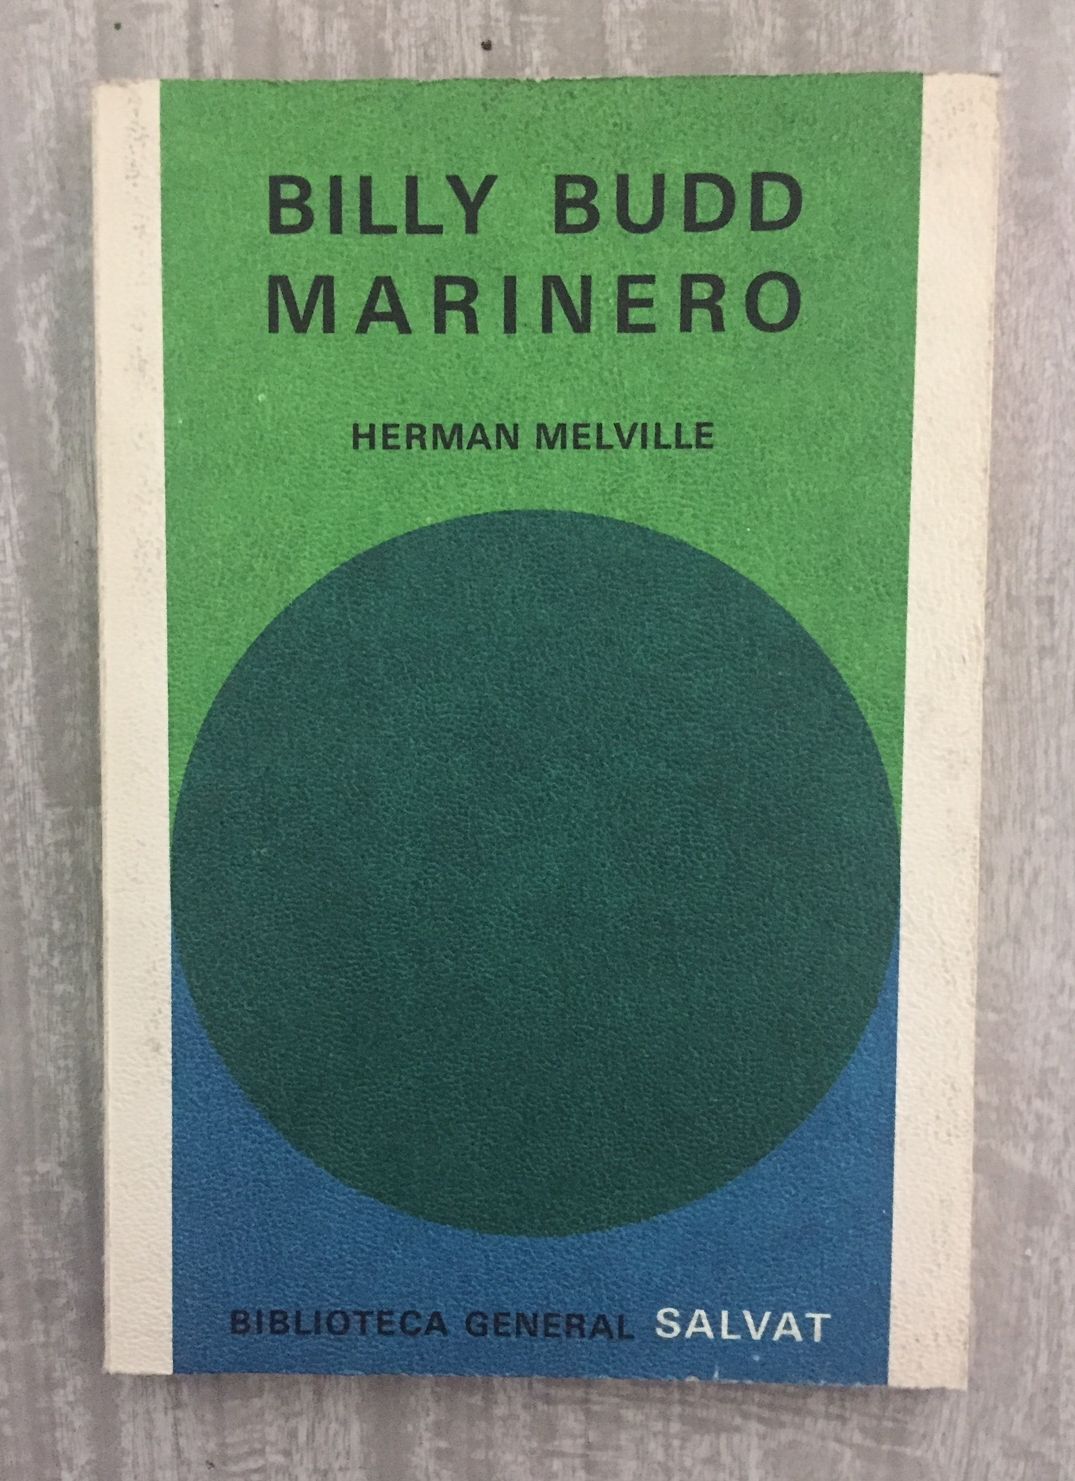 BILLY BUDD
MARINERO
HERMAN MELVILLE
BIBLIOTECA GENERAL SALVAT